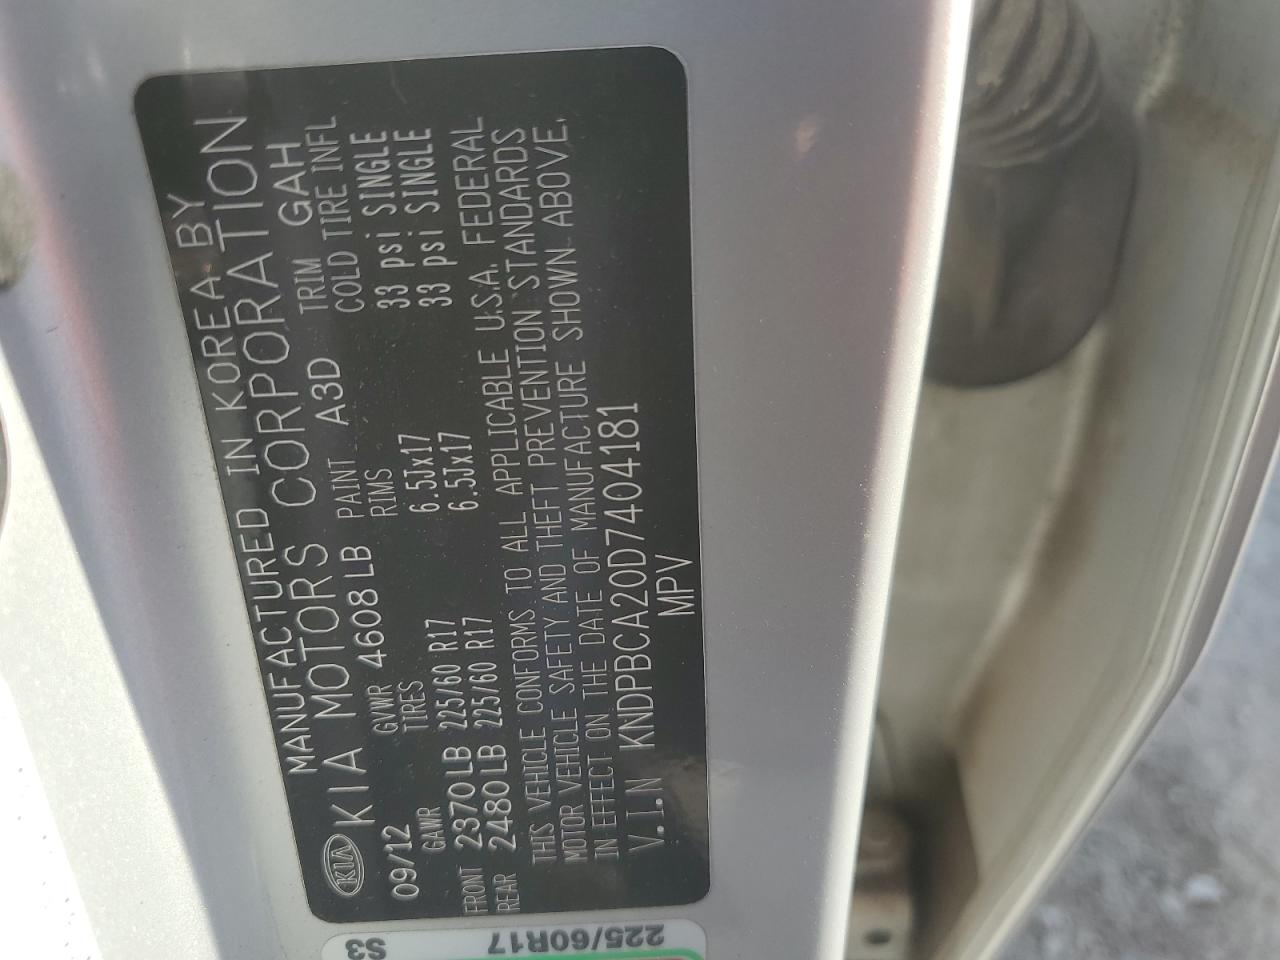 MANUFACTURED IN KOREA BY
KIA KIA MOTORS CORPORATION
09/12 GVWR 4608LB PAINT A3D TRIM GAH
GAWR TIRES RIMS COLD TIRE INFL
FRONT 2370LB 225/60 R17 6.5Jx17 33 psi SINGLE
REAR 2480LB 225/60 R17 6.5Jx17 33 psi SINGLE
THIS VEHICLE CONFORMS TO ALL APPLICABLE U.S.A. FEDERAL
MOTOR VEHICLE SAFETY AND THEFT PREVENTION STANDARDS
IN EFFECT ON THE DATE OF MANUFACTURE SHOWN ABOVE.
V.I.N KNDPBCA20D7404181
MPV
225/60R17
S3